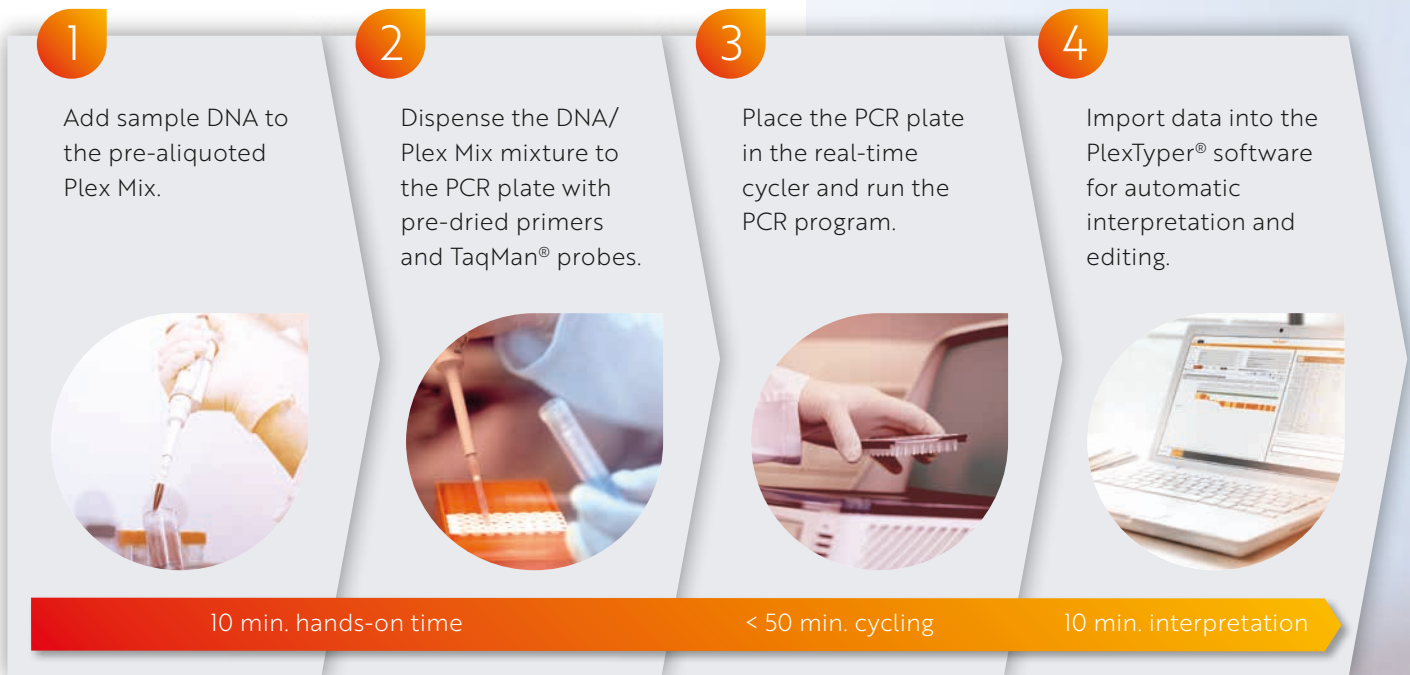 1
Add sample DNA to
the pre-aliquoted
Plex Mix.
2
Dispense the DNA/
Plex Mix mixture to
the PCR plate with
pre-dried primers
and TaqMan® probes.
3
Place the PCR plate
in the real-time
cycler and run the
PCR program.
4
Import data into the
PlexTyper® software
for automatic
interpretation and
editing.
10 min. hands-on time
< 50 min. cycling
10 min. interpretation